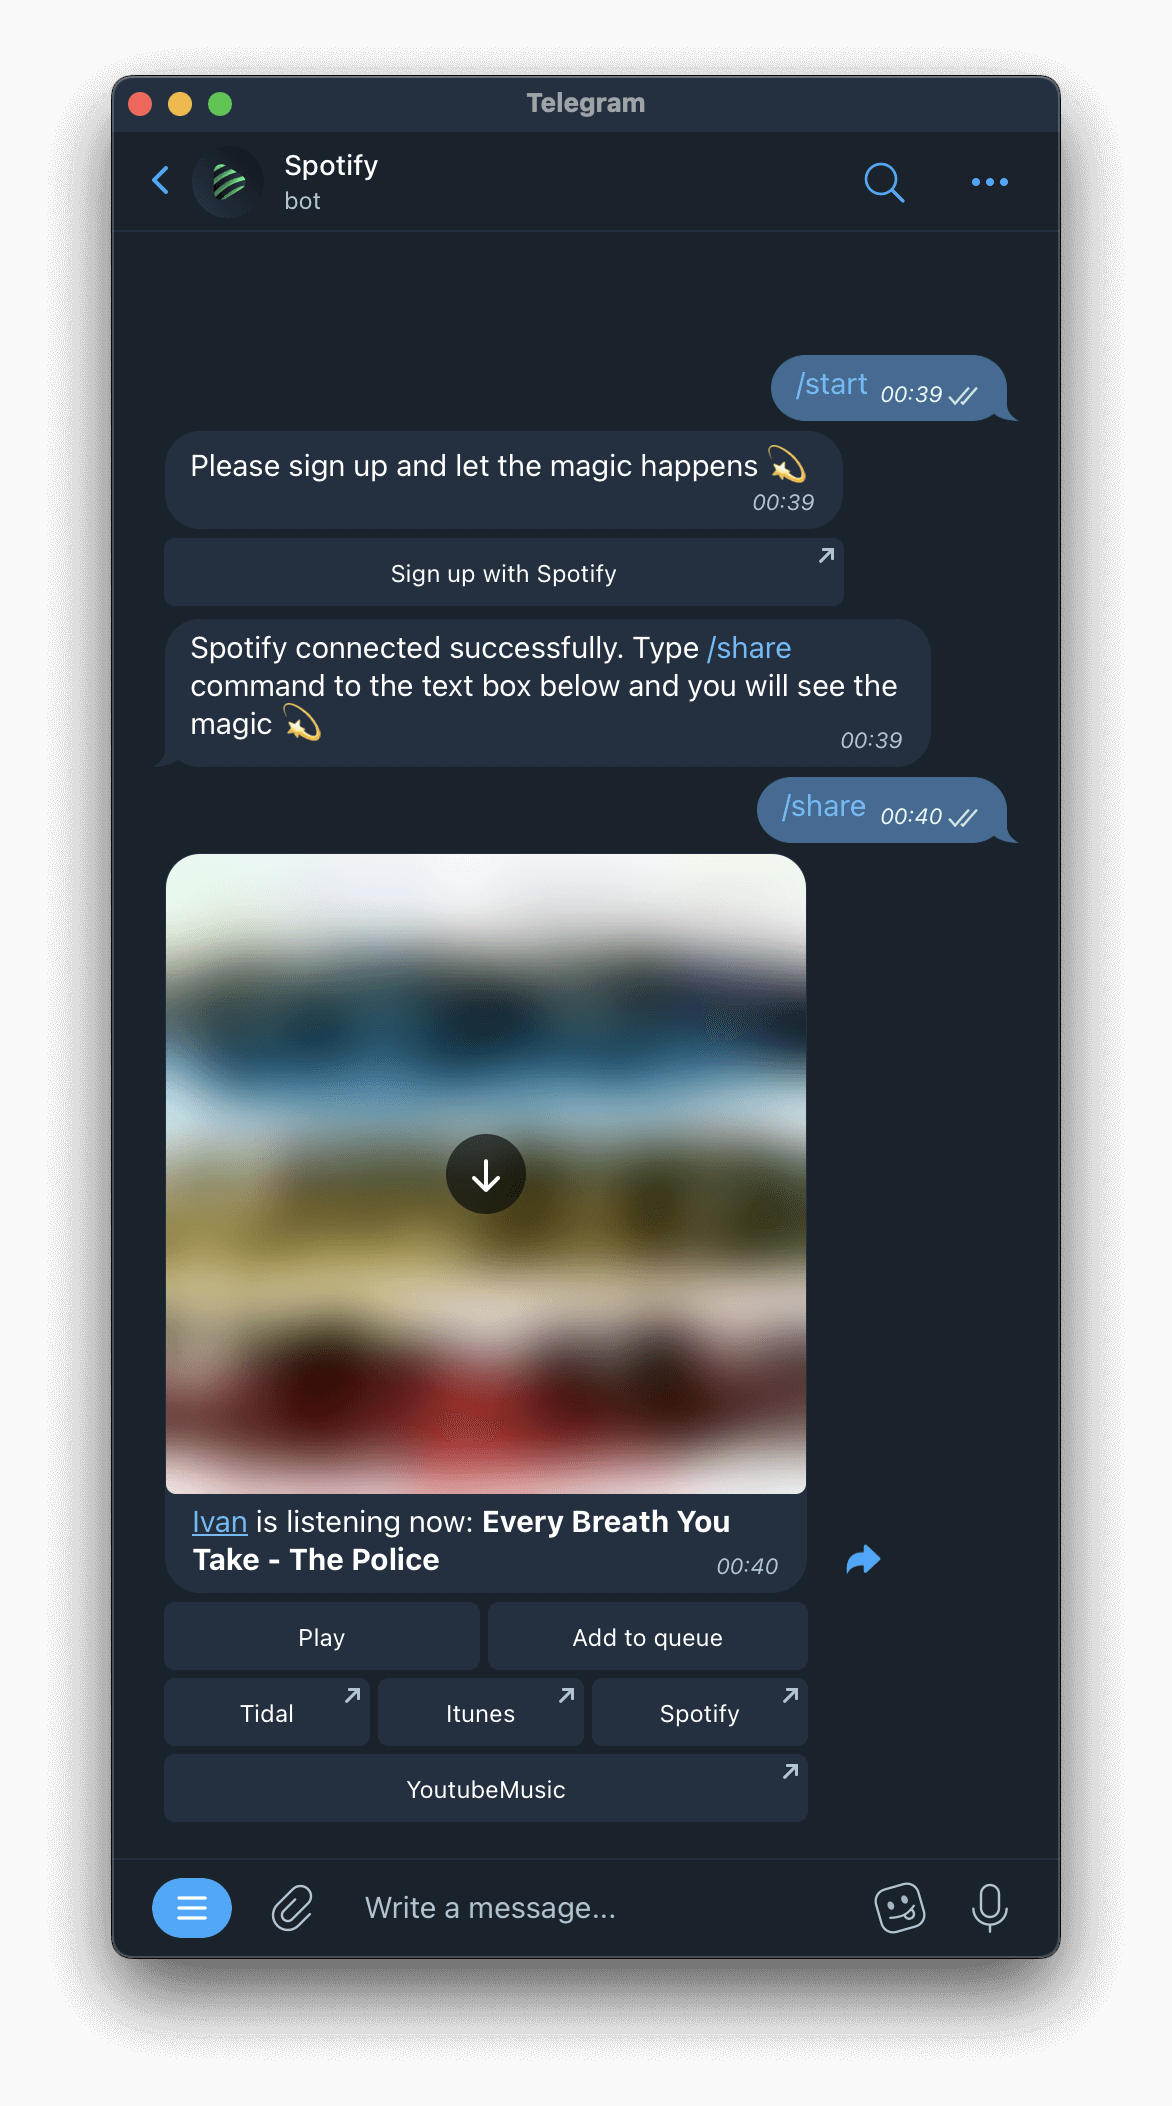 Telegram
Spotify
bot
/start 00:39
Please sign up and let the magic happens 💫
00:39
Sign up with Spotify
Spotify connected successfully. Type /share
command to the text box below and you will see the
magic 💫 00:39
/share 00:40
Ivan is listening now: Every Breath You
Take - The Police 00:40
Play Add to queue
Tidal Itunes Spotify
YoutubeMusic
Write a message...